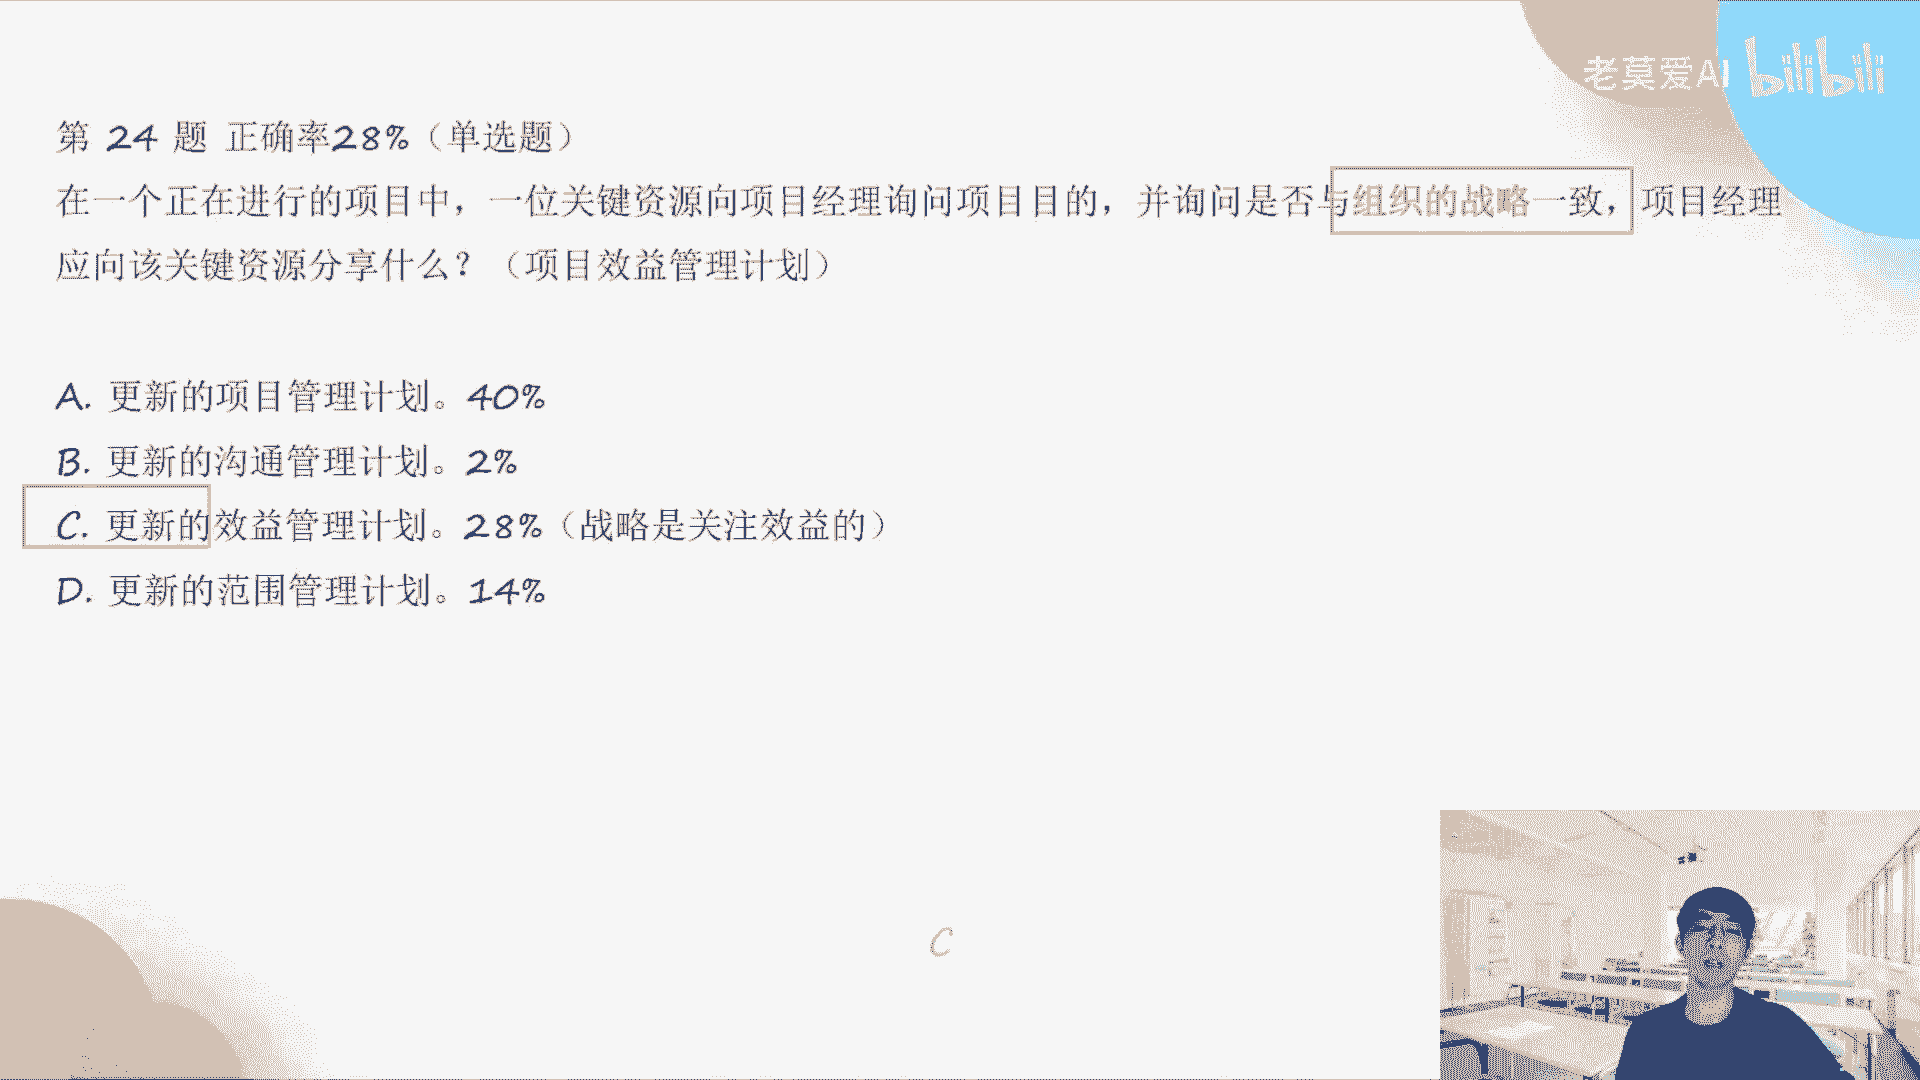 老莫爱AI bilibili
第 24 题 正确率28%（单选题）
在一个正在进行的项目中，一位关键资源向项目经理询问项目目的，并询问是否与组织的战略一致，项目经理
应向该关键资源分享什么？（项目效益管理计划）
A. 更新的项目管理计划。40%
B. 更新的沟通管理计划。2%
C. 更新的效益管理计划。28%（战略是关注效益的）
D. 更新的范围管理计划。14%
C